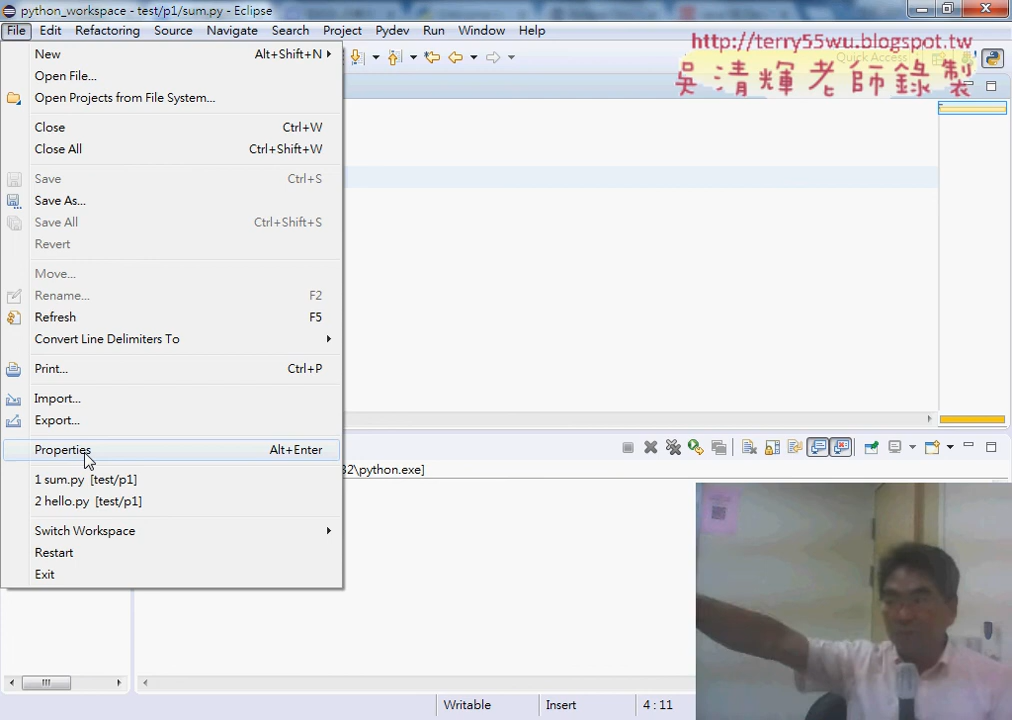 python_workspace - test/p1/sum.py - Eclipse
File Edit Refactoring Source Navigate Search Project Pydev Run Window Help
http://terry55wu.blogspot.tw
Quick Access
吳清輝老師錄製
New Alt+Shift+N
Open File...
Open Projects from File System...
Close Ctrl+W
Close All Ctrl+Shift+W
Save Ctrl+S
Save As...
Save All Ctrl+Shift+S
Revert
Move...
Rename... F2
Refresh F5
Convert Line Delimiters To
Print... Ctrl+P
Import...
Export...
Properties Alt+Enter
32\python.exe]
1 sum.py [test/p1]
2 hello.py [test/p1]
Switch Workspace
Restart
Exit
Writable Insert 4 : 11